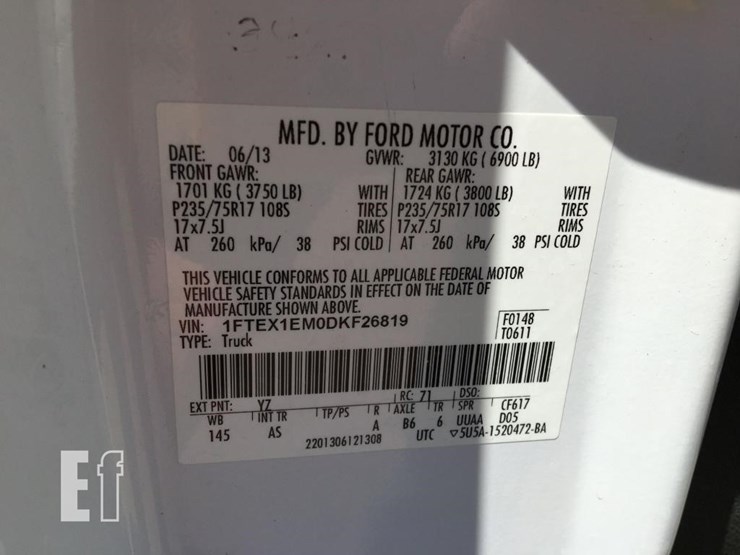 MFD. BY FORD MOTOR CO.
DATE: 06/13 GVWR: 3130 KG ( 6900 LB)
FRONT GAWR: REAR GAWR:
1701 KG ( 3750 LB) WITH 1724 KG ( 3800 LB) WITH
P235/75R17 108S TIRES P235/75R17 108S TIRES
17x7.5J RIMS 17x7.5J RIMS
AT 260 kPa/ 38 PSI COLD AT 260 kPa/ 38 PSI COLD
THIS VEHICLE CONFORMS TO ALL APPLICABLE FEDERAL MOTOR
VEHICLE SAFETY STANDARDS IN EFFECT ON THE DATE OF
MANUFACTURE SHOWN ABOVE.
VIN: 1FTEX1EM0DKF26819 F0148
TYPE: Truck T0611
EXT PNT: YZ RC: 71 DSO:
WB INT TR TP/PS R AXLE TR SPR CF617
145 AS A B6 6 UUAA D05
2201306121308 UTC ▽5U5A-1520472-BA
Ef